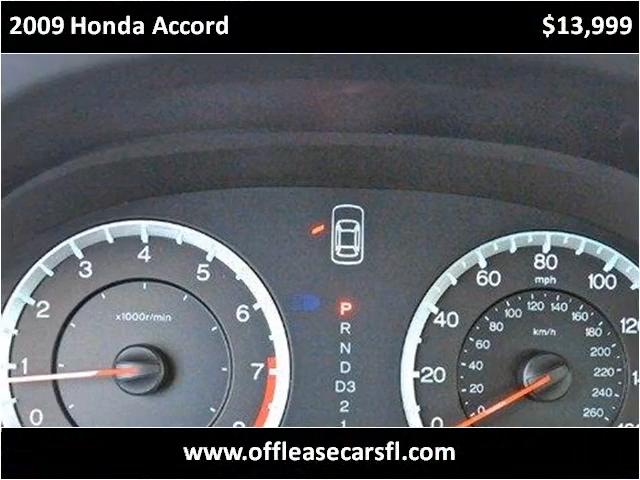 2009 Honda Accord
$13,999
1
2
3
4
5
6
7
0
x1000r/min
P
R
N
D
D3
2
20
40
60
80
100
mph
0
20
40
60
80
100
120
140
160
180
200
220
240
260
km/h
www.offleasecarsfl.com